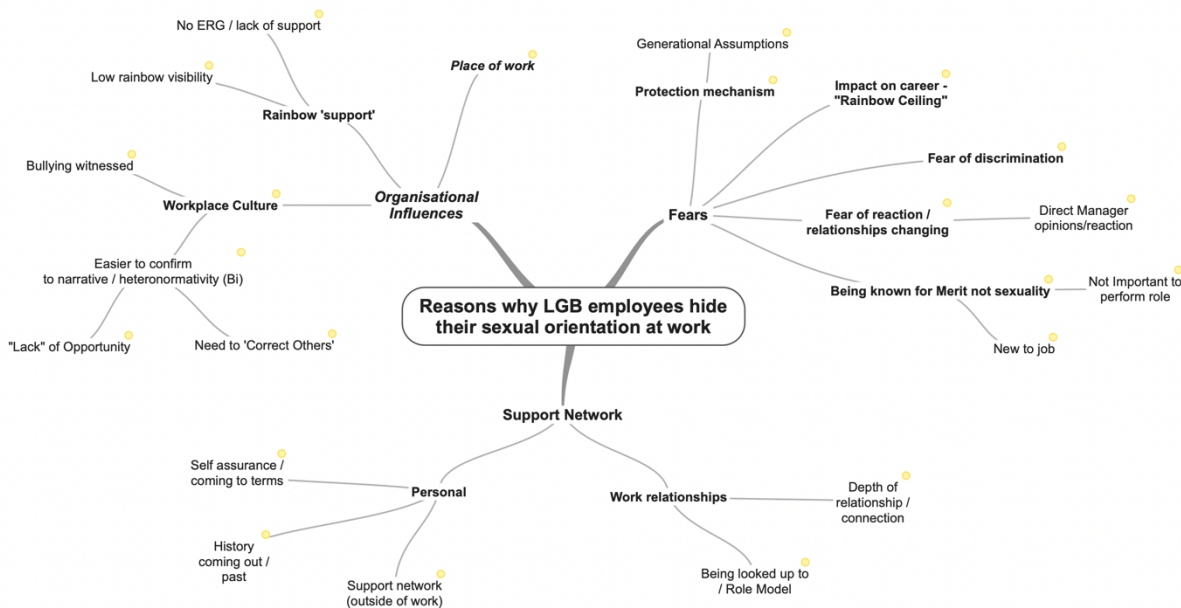 No ERG / lack of support
Low rainbow visibility
Rainbow 'support'
Place of work
Bullying witnessed
Workplace Culture
Organisational
Influences
Easier to confirm
to narrative / heteronormativity (Bi)
"Lack" of Opportunity
Need to 'Correct Others'
Generational Assumptions
Protection mechanism
Impact on career -
"Rainbow Ceiling"
Fear of discrimination
Fears
Fear of reaction /
relationships changing
Direct Manager
opinions/reaction
Being known for Merit not sexuality
Not Important to
perform role
New to job
Reasons why LGB employees hide
their sexual orientation at work
Support Network
Self assurance /
coming to terms
Personal
History
coming out /
past
Support network
(outside of work)
Work relationships
Depth of
relationship /
connection
Being looked up to
/ Role Model